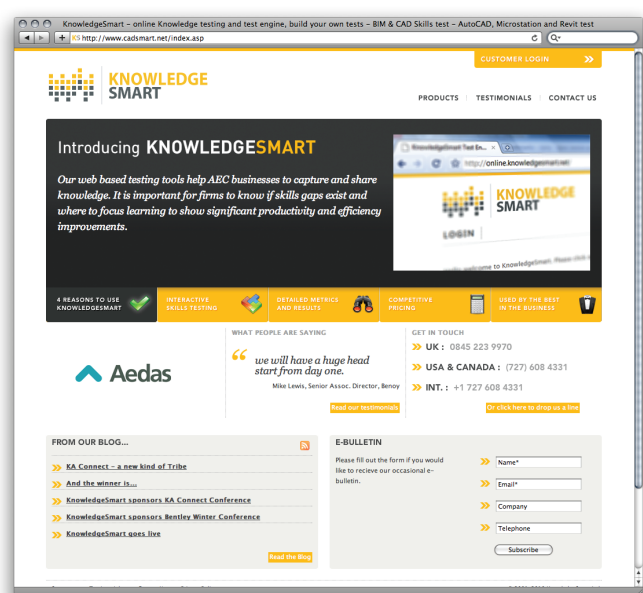 KnowledgeSmart – online Knowledge testing and test engine, build your own tests – BIM & CAD Skills test – AutoCAD, Microstation and Revit test
KS http://www.cadsmart.net/index.asp
CUSTOMER LOGIN
KNOWLEDGE
SMART
PRODUCTS
TESTIMONIALS
CONTACT US
Introducing KNOWLEDGESMART
Our web based testing tools help AEC businesses to capture and share
knowledge. It is important for firms to know if skills gaps exist and
where to focus learning to show significant productivity and efficiency
improvements.
KnowledgeSmart Test En...
http://online.knowledgesmart.net
KNOWLEDGE
SMART
LOGIN
welcome to KnowledgeSmart. Please click
4 REASONS TO USE
KNOWLEDGESMART
INTERACTIVE
SKILLS TESTING
DETAILED METRICS
AND RESULTS
COMPETITIVE
PRICING
USED BY THE BEST
IN THE BUSINESS
Aedas
WHAT PEOPLE ARE SAYING
“ we will have a huge head
start from day one.
Mike Lewis, Senior Assoc. Director, Benoy
Read our testimonials
GET IN TOUCH
UK : 0845 223 9970
USA & CANADA : (727) 608 4331
INT. : +1 727 608 4331
Or click here to drop us a line
FROM OUR BLOG...
KA Connect – a new kind of Tribe
And the winner is...
KnowledgeSmart sponsors KA Connect Conference
KnowledgeSmart sponsors Bentley Winter Conference
KnowledgeSmart goes live
Read the Blog
E-BULLETIN
Please fill out the form if you would
like to recieve our occasional e-
bulletin.
Name*
Email*
Company
Telephone
Subscribe